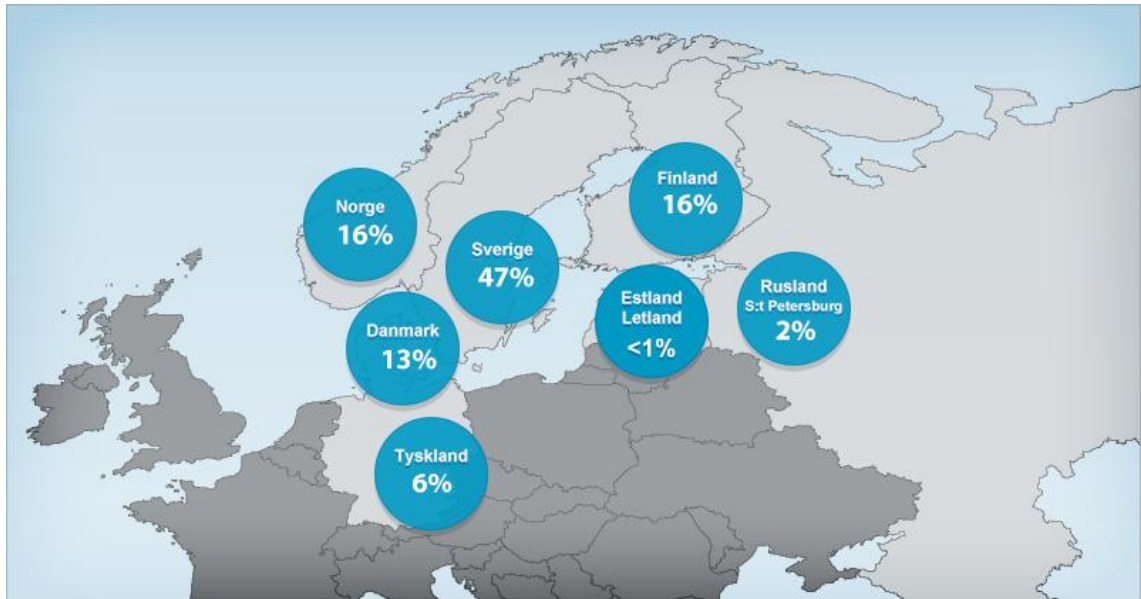 Norge
16%
Sverige
47%
Finland
16%
Danmark
13%
Estland
Letland
<1%
Rusland
S:t Petersburg
2%
Tyskland
6%